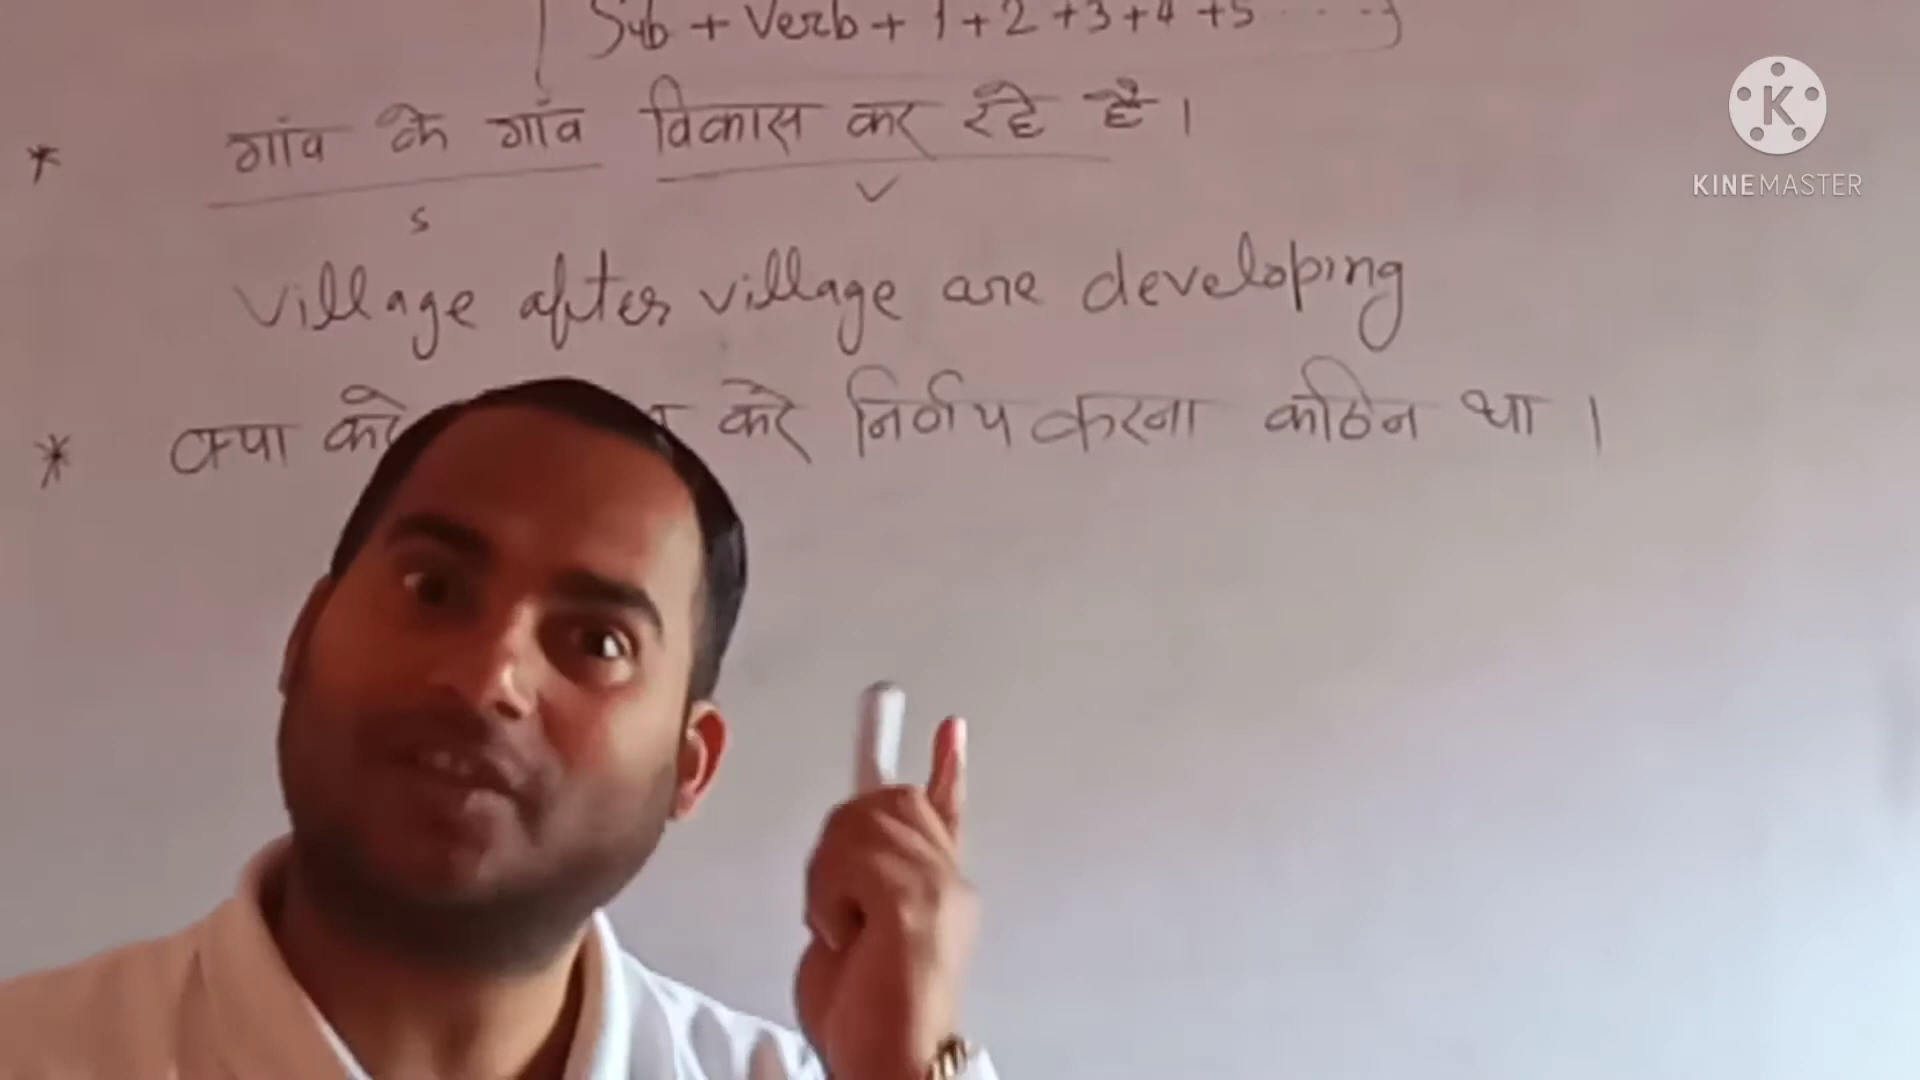 Sub + Verb + 1 + 2 + 3 + 4 + 5 . . . .
* गांव के गांव विकास कर रहे हैं ।
S V
village after village are developing
* क्या करे करे निर्णय करना कठिन था ।
K
KINEMASTER